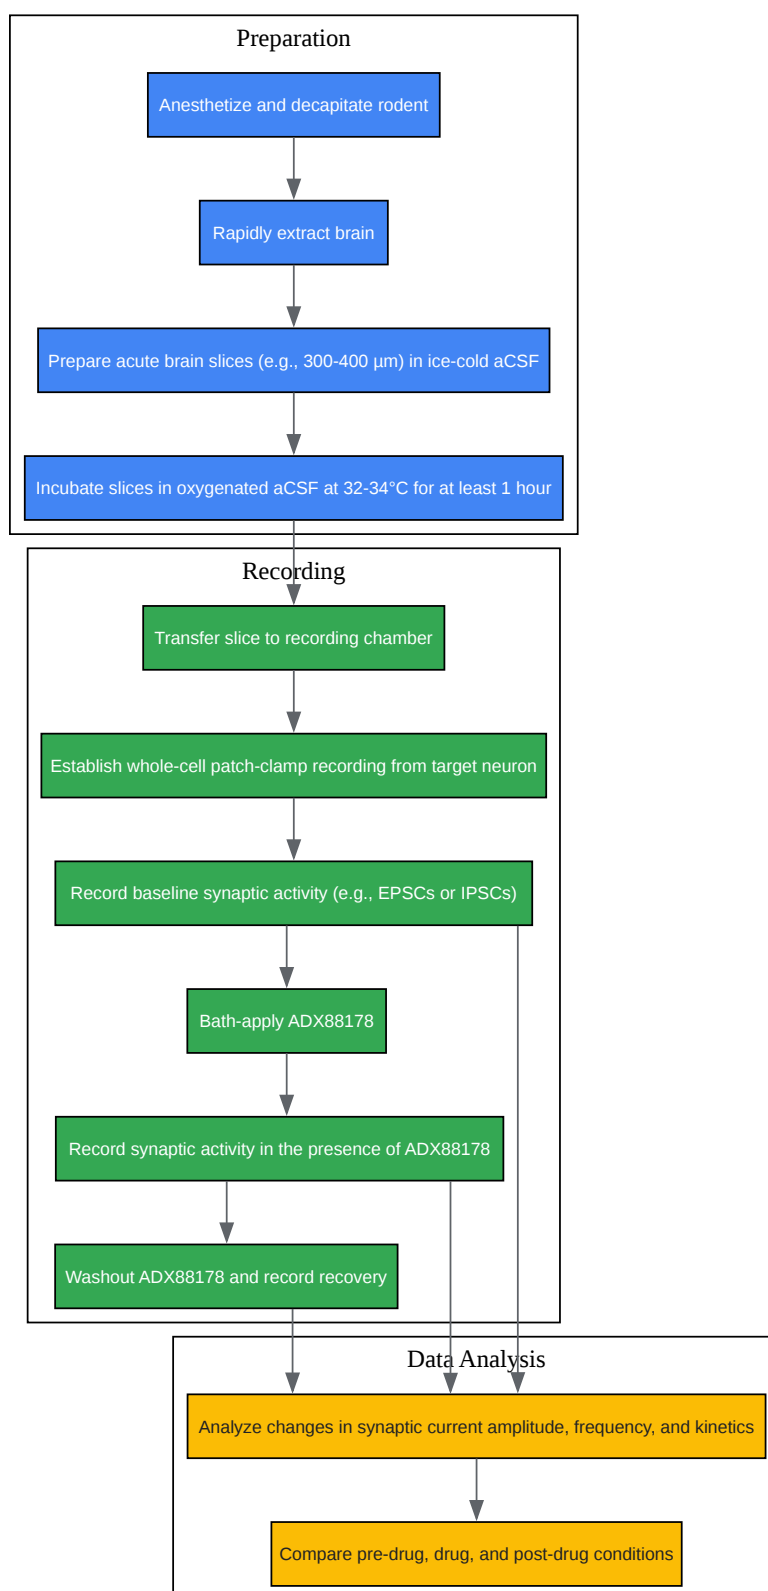 Preparation
Anesthetize and decapitate rodent
Rapidly extract brain
Prepare acute brain slices (e.g., 300-400 µm) in ice-cold aCSF
Incubate slices in oxygenated aCSF at 32-34°C for at least 1 hour
Recording
Transfer slice to recording chamber
Establish whole-cell patch-clamp recording from target neuron
Record baseline synaptic activity (e.g., EPSCs or IPSCs)
Bath-apply ADX88178
Record synaptic activity in the presence of ADX88178
Washout ADX88178 and record recovery
Data Analysis
Analyze changes in synaptic current amplitude, frequency, and kinetics
Compare pre-drug, drug, and post-drug conditions